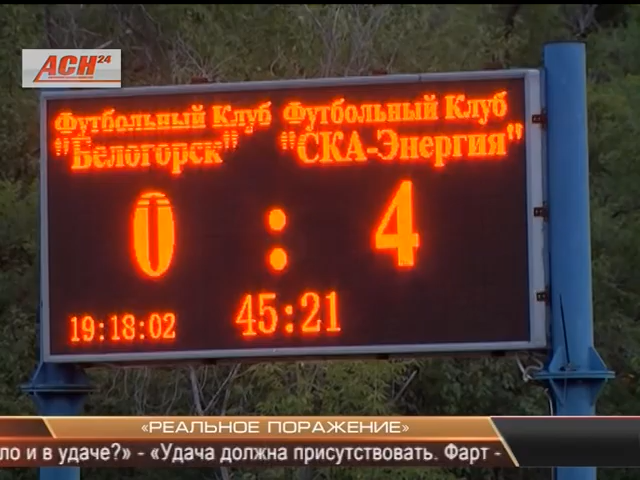 АСН24
Футбольный Клуб Футбольный Клуб
"Белогорск" "СКА-Энергия"
0 : 4
19:18:02 45:21
«РЕАЛЬНОЕ ПОРАЖЕНИЕ»
ло и в удаче?» - «Удача должна присутствовать. Фарт -